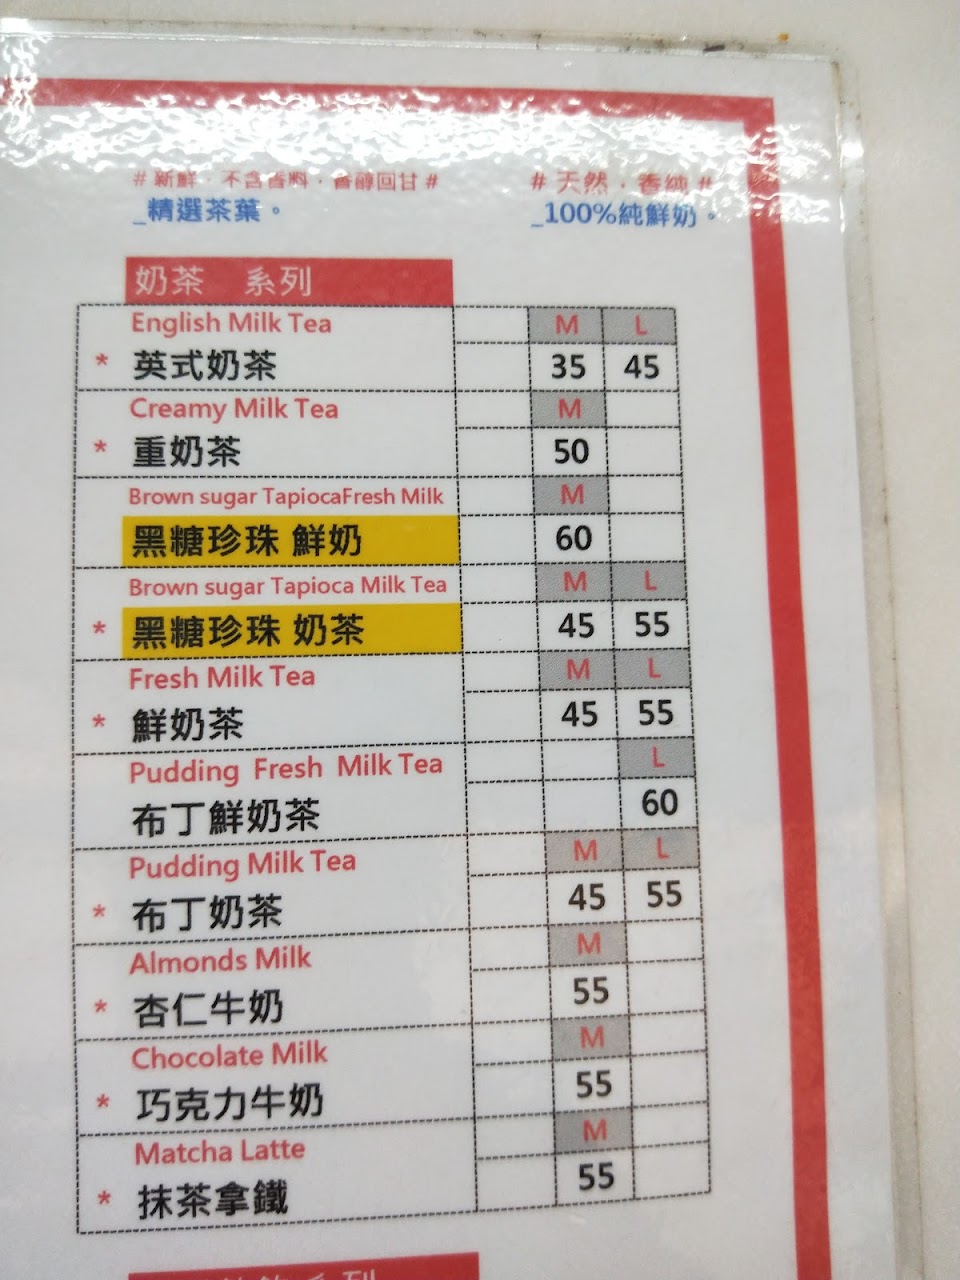 # 新鮮．不含香料．香醇回甘 #
_精選茶葉。
# 天然．香純 #
_100%純鮮奶。
奶茶 系列
English Milk Tea M L
* 英式奶茶 35 45
Creamy Milk Tea M
* 重奶茶 50
Brown sugar TapiocaFresh Milk M
黑糖珍珠 鮮奶 60
Brown sugar Tapioca Milk Tea M L
* 黑糖珍珠 奶茶 45 55
Fresh Milk Tea M L
* 鮮奶茶 45 55
Pudding Fresh Milk Tea L
布丁鮮奶茶 60
Pudding Milk Tea M L
* 布丁奶茶 45 55
Almonds Milk M
* 杏仁牛奶 55
Chocolate Milk M
* 巧克力牛奶 55
Matcha Latte M
* 抹茶拿鐵 55
系列